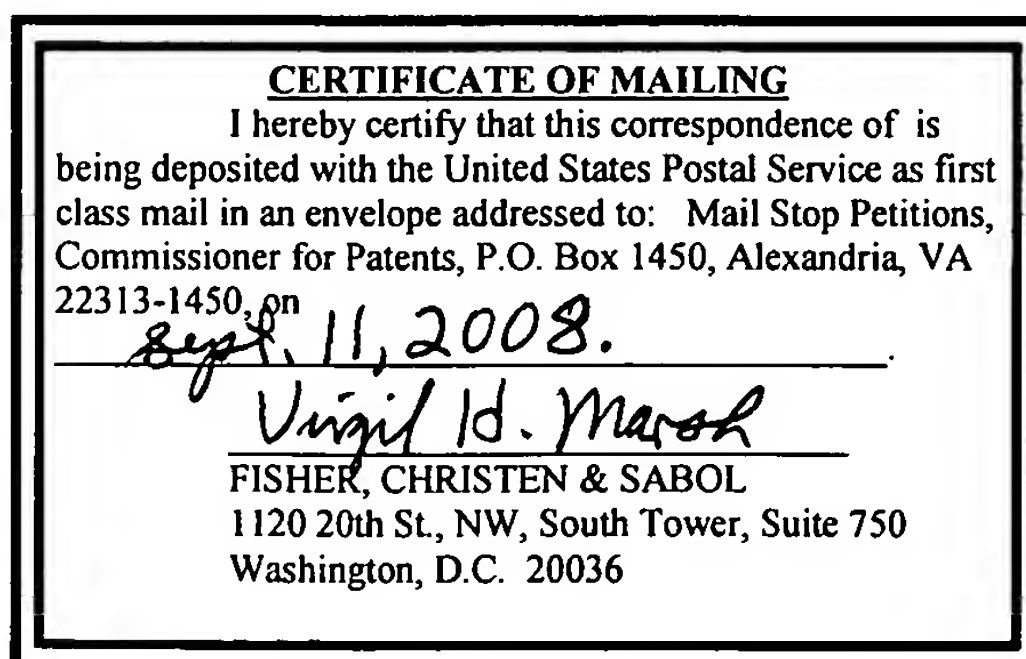 CERTIFICATE OF MAILING
I hereby certify that this correspondence of is
being deposited with the United States Postal Service as first
class mail in an envelope addressed to: Mail Stop Petitions,
Commissioner for Patents, P.O. Box 1450, Alexandria, VA
22313-1450, on
Sept. 11, 2008. .
Virgil H. Marsh
FISHER, CHRISTEN & SABOL
1120 20th St., NW, South Tower, Suite 750
Washington, D.C. 20036